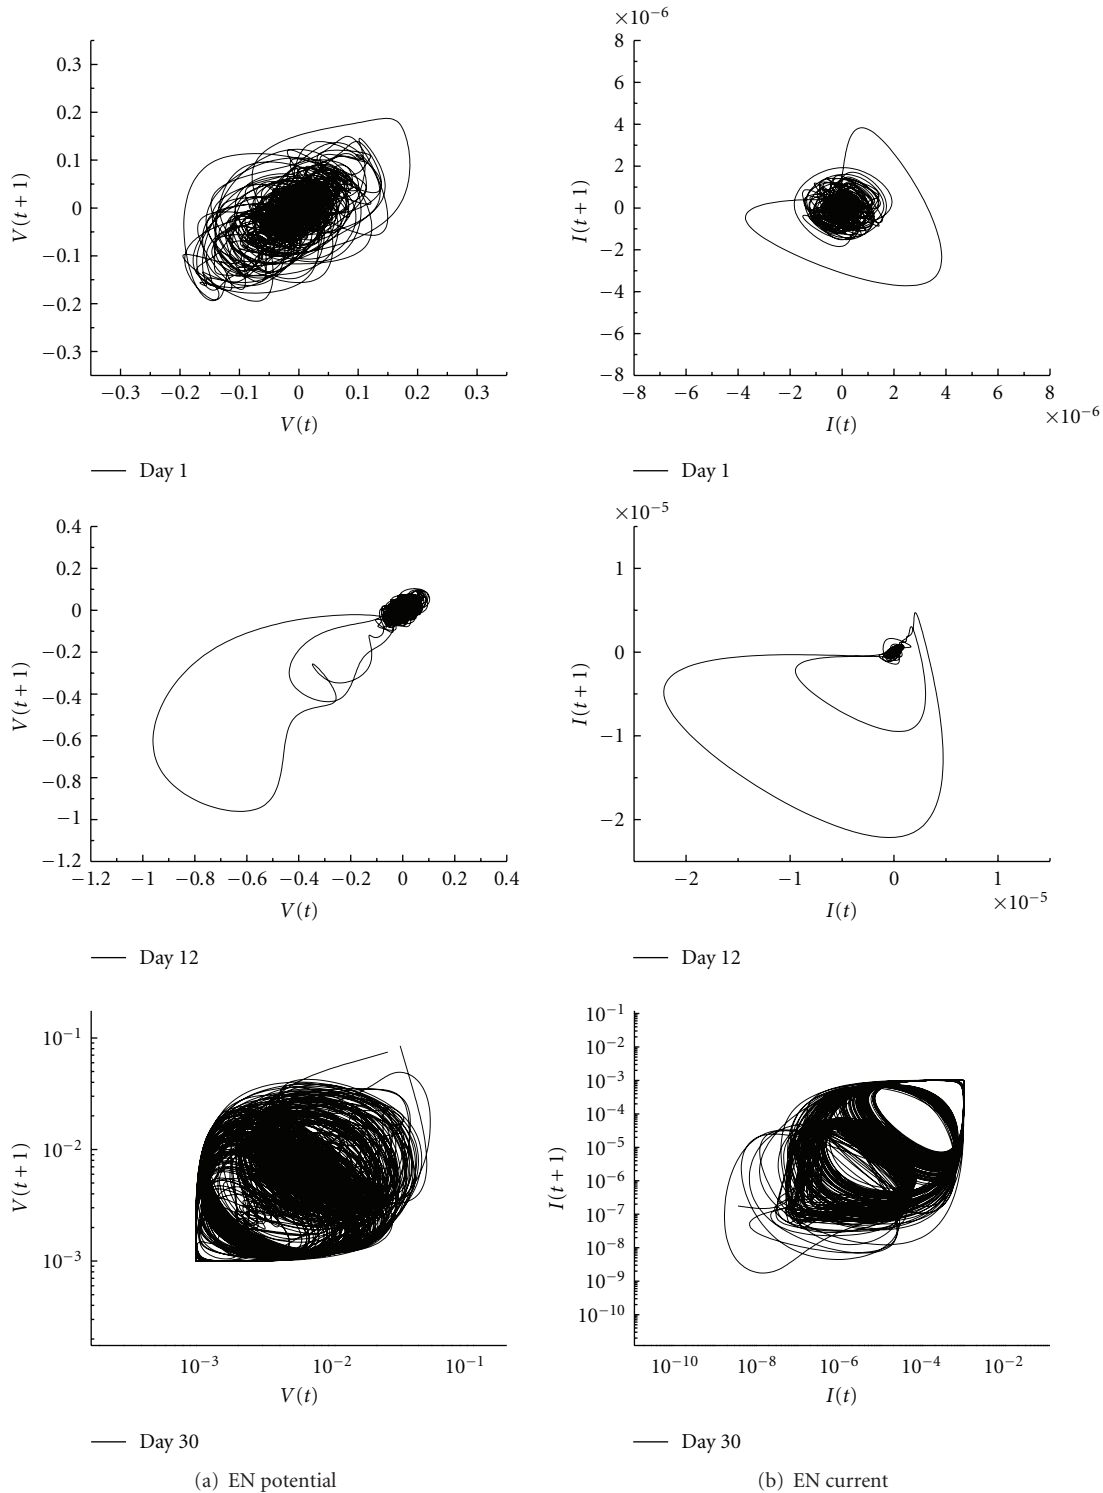 ×10⁻⁶
0.3
0.2
0.1
0
−0.1
−0.2
−0.3
V(t + 1)
−0.3 −0.2 −0.1 0 0.1 0.2 0.3
V(t)
Day 1
8
6
4
2
0
−2
−4
−6
−8
I(t + 1)
−8 −6 −4 −2 0 2 4 6 8
×10⁻⁶
I(t)
Day 1
0.4
0.2
0
−0.2
−0.4
−0.6
−0.8
−1
−1.2
V(t + 1)
−1.2 −1 −0.8 −0.6 −0.4 −0.2 0 0.2 0.4
V(t)
Day 12
×10⁻⁵
1
0
−1
−2
I(t + 1)
−2 −1 0 1
×10⁻⁵
I(t)
Day 12
10⁻¹
10⁻²
10⁻³
V(t + 1)
10⁻³ 10⁻² 10⁻¹
V(t)
Day 30
10⁻¹
10⁻²
10⁻³
10⁻⁴
10⁻⁵
10⁻⁶
10⁻⁷
10⁻⁸
10⁻⁹
10⁻¹⁰
I(t + 1)
10⁻¹⁰ 10⁻⁸ 10⁻⁶ 10⁻⁴ 10⁻²
I(t)
Day 30
(a) EN potential
(b) EN current